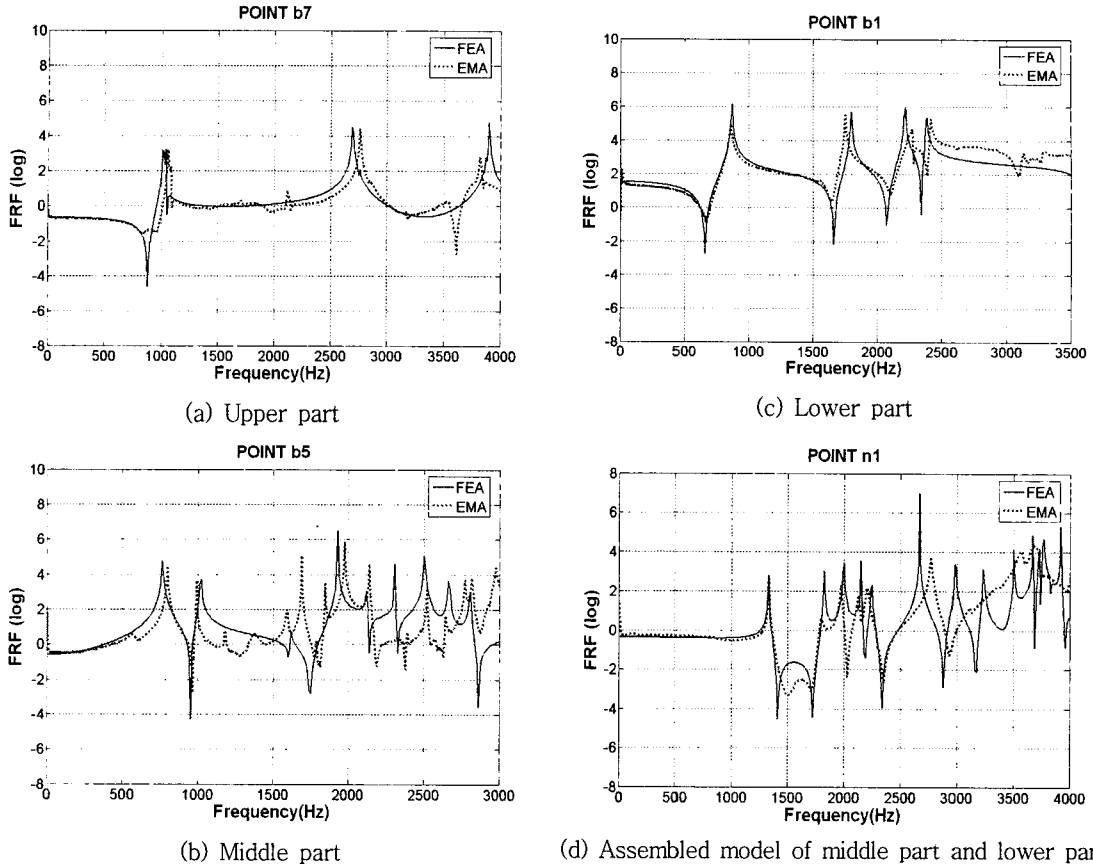 POINT b7
10
8
6
4
2
0
-2
-4
-6
-8
FRF (log)
FEA
EMA
0 500 1000 1500 2000 2500 3000 3500 4000
Frequency(Hz)
(a) Upper part
POINT b1
10
8
6
4
2
0
-2
-4
-6
-8
FRF (log)
FEA
EMA
0 500 1000 1500 2000 2500 3000 3500
Frequency(Hz)
(c) Lower part
POINT b5
10
8
6
4
2
0
-2
-4
-6
-8
FRF (log)
FEA
EMA
0 500 1000 1500 2000 2500 3000
Frequency(Hz)
(b) Middle part
POINT n1
8
6
4
2
0
-2
-4
-6
-8
FRF (log)
FEA
EMA
0 500 1000 1500 2000 2500 3000 3500 4000
Frequency(Hz)
(d) Assembled model of middle part and lower par